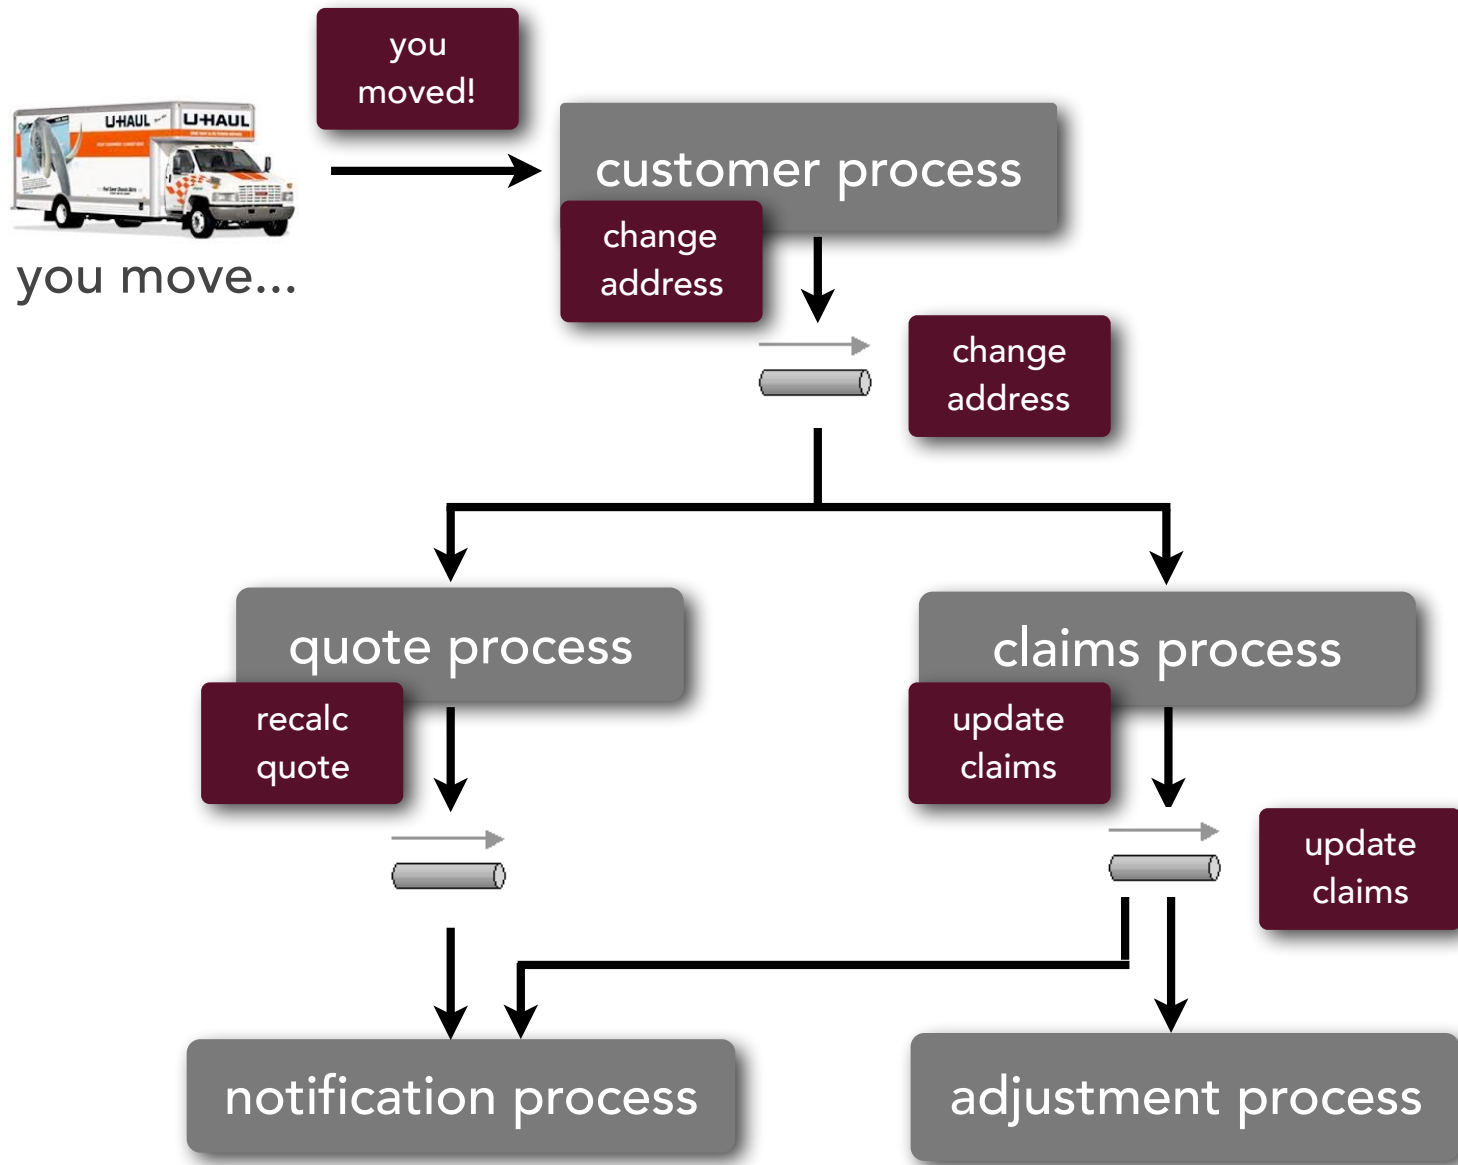 you
moved!
U-HAUL
U-HAUL
customer process
change
address
you move...
change
address
quote process
claims process
recalc
quote
update
claims
update
claims
notification process
adjustment process